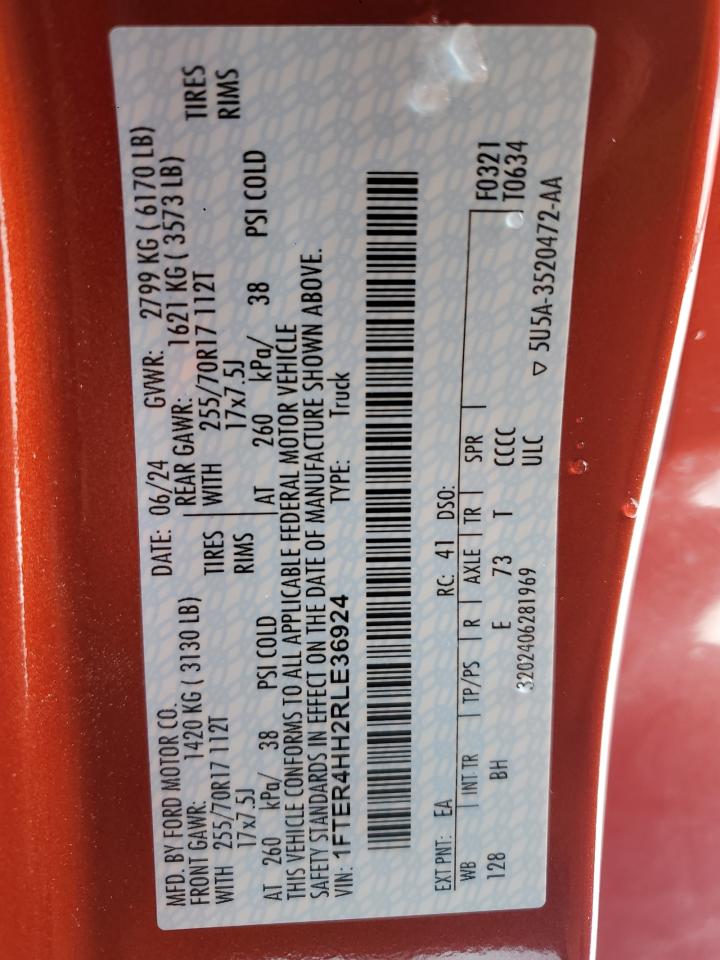 MFD. BY FORD MOTOR CO.
DATE: 06/24 GVWR: 2799 KG ( 6170 LB)
FRONT GAWR: 1420 KG ( 3130 LB) REAR GAWR: 1621 KG ( 3573 LB)
WITH 255/70R17 112T TIRES WITH 255/70R17 112T TIRES
17x7.5J RIMS 17x7.5J RIMS
AT 260 kPa/ 38 PSI COLD AT 260 kPa/ 38 PSI COLD
THIS VEHICLE CONFORMS TO ALL APPLICABLE FEDERAL MOTOR VEHICLE
SAFETY STANDARDS IN EFFECT ON THE DATE OF MANUFACTURE SHOWN ABOVE.
VIN: 1FTER4HH2RLE36924 TYPE: Truck
EXT PNT: EA RC: 41 DSO:
WB INT TR TP/PS R AXLE TR SPR F0321
128 BH E 73 T CCCC T0634
3202406281969 ULC
▽ 5U5A-3520472-AA